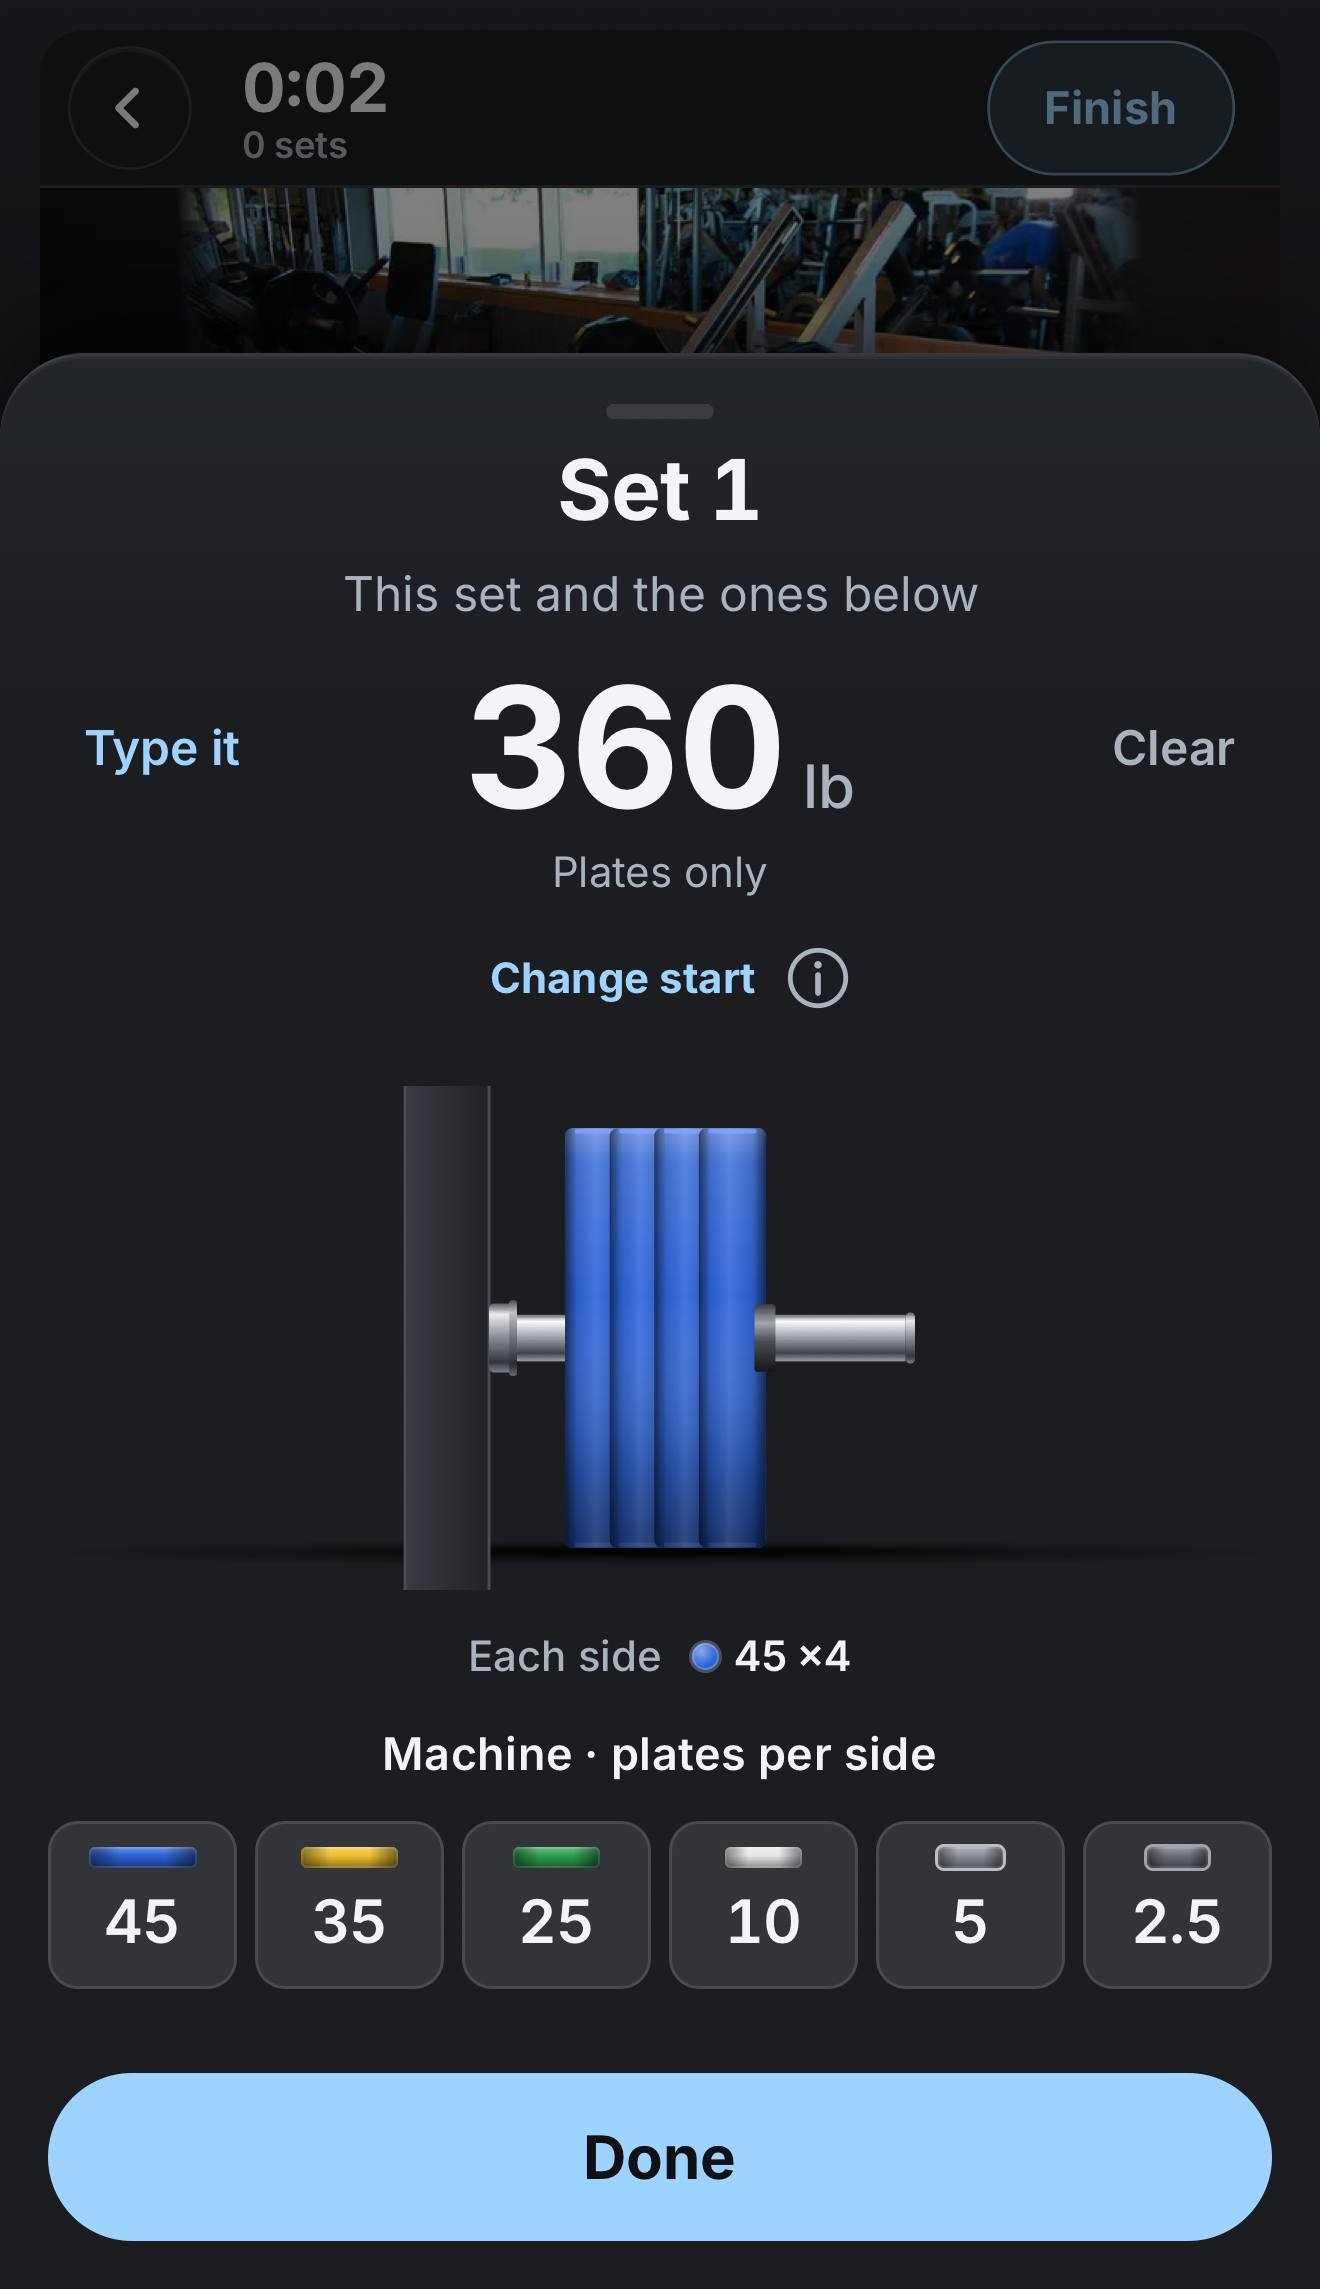 0:02
0 sets
Finish
Set 1
This set and the ones below
Type it
360 lb
Clear
Plates only
Change start
Each side 45 ×4
Machine · plates per side
45
35
25
10
5
2.5
Done